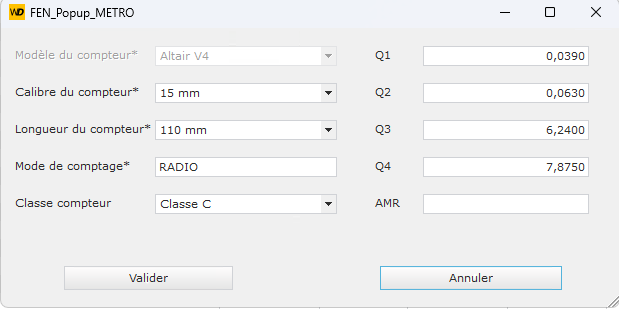 WD FEN_Popup_METRO
Modèle du compteur* Altair V4 Q1 0,0390
Calibre du compteur* 15 mm Q2 0,0630
Longueur du compteur* 110 mm Q3 6,2400
Mode de comptage* RADIO Q4 7,8750
Classe compteur Classe C AMR
Valider Annuler